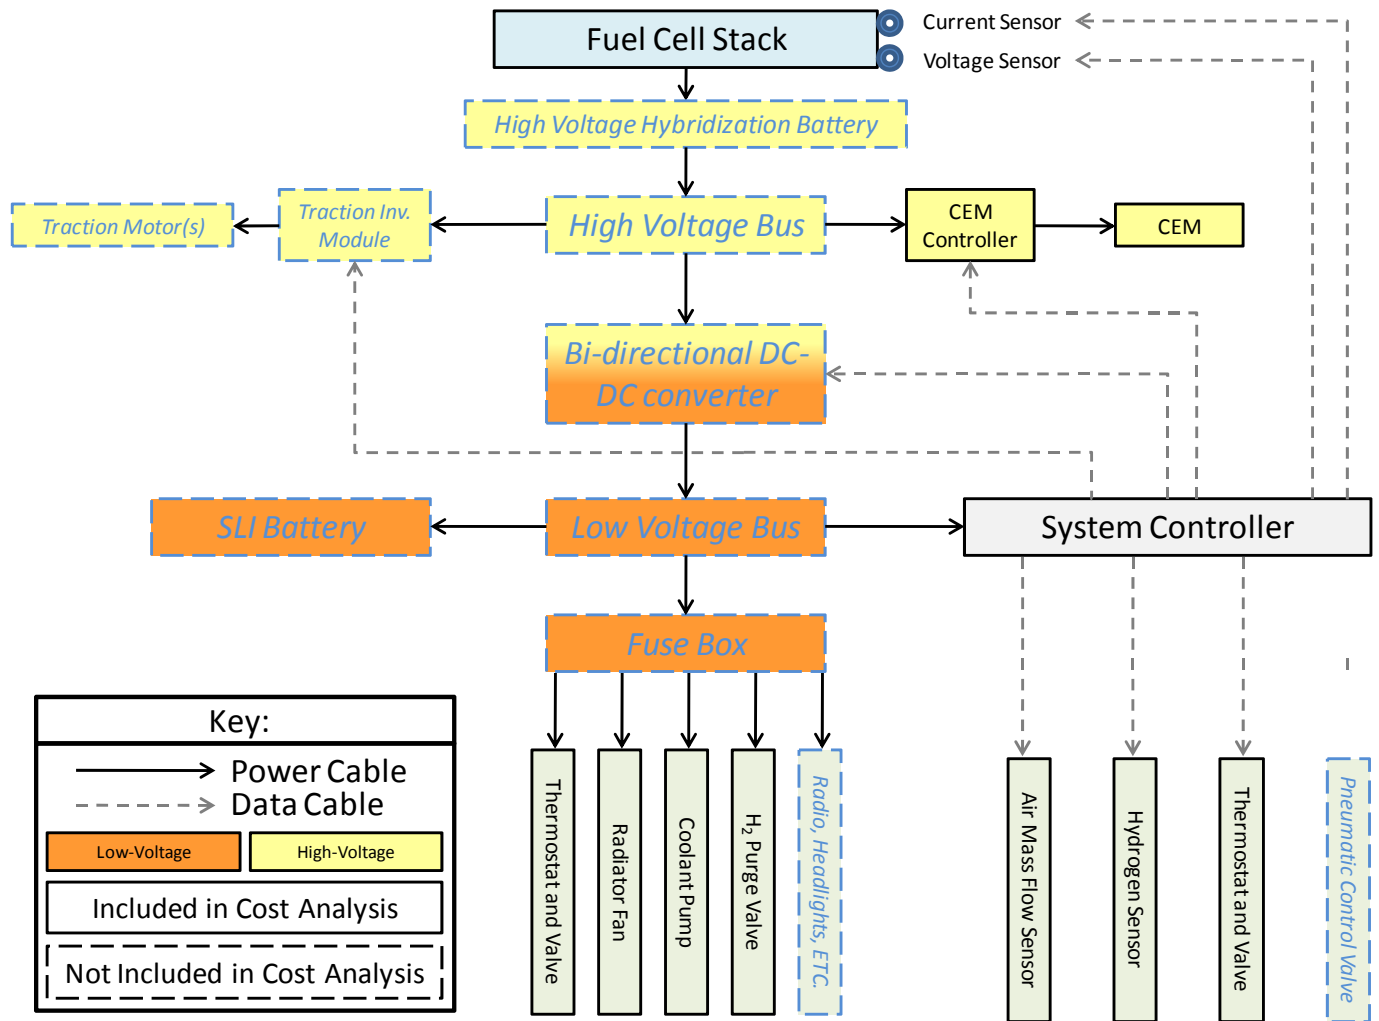 Fuel Cell Stack
Current Sensor
Voltage Sensor
High Voltage Hybridization Battery
Traction Motor(s)
Traction Inv.
Module
High Voltage Bus
CEM
Controller
CEM
Bi-directional DC-
DC converter
SLI Battery
Low Voltage Bus
System Controller
Fuse Box
Key:
Power Cable
Data Cable
Low-Voltage
High-Voltage
Included in Cost Analysis
Not Included in Cost Analysis
Thermostat and Valve
Radiator Fan
Coolant Pump
H₂ Purge Valve
Radio, Headlights, ETC.
Air Mass Flow Sensor
Hydrogen Sensor
Thermostat and Valve
Pneumatic Control Valve